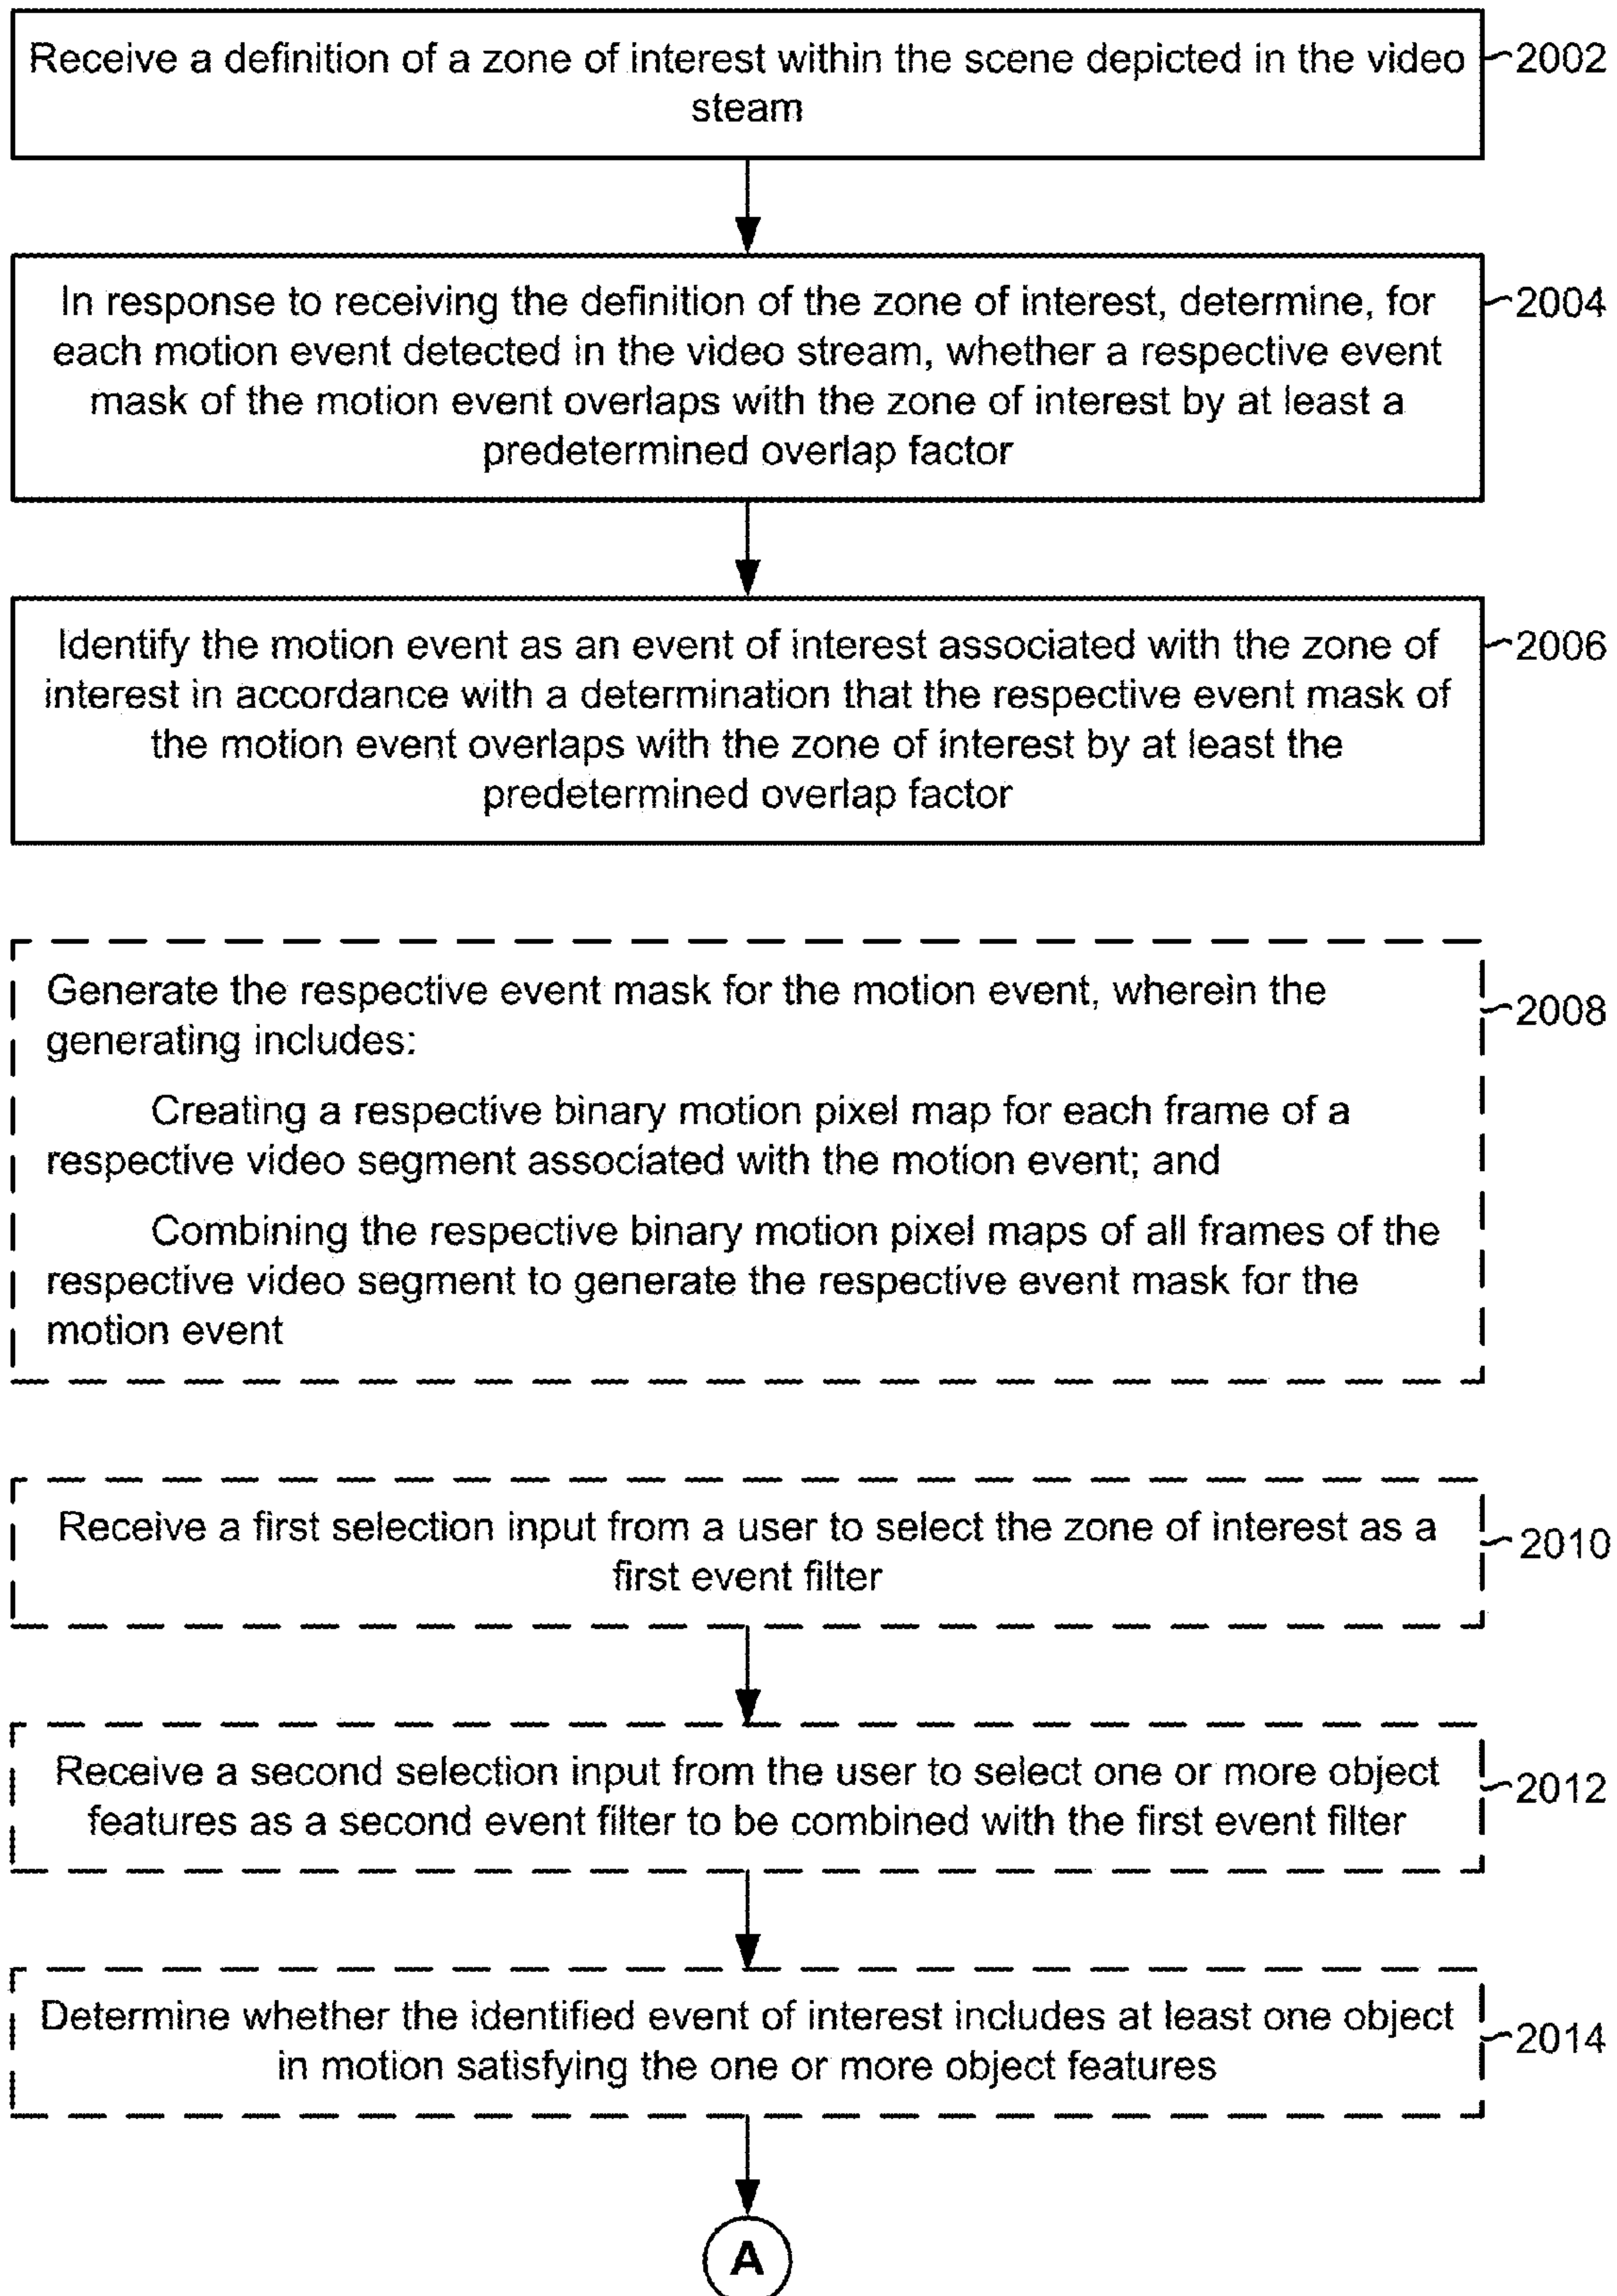 Receive a definition of a zone of interest within the scene depicted in the video
steam
2002
In response to receiving the definition of the zone of interest, determine, for
each motion event detected in the video stream, whether a respective event
mask of the motion event overlaps with the zone of interest by at least a
predetermined overlap factor
2004
Identify the motion event as an event of interest associated with the zone of
interest in accordance with a determination that the respective event mask of
the motion event overlaps with the zone of interest by at least the
predetermined overlap factor
2006
Generate the respective event mask for the motion event, wherein the
generating includes:
Creating a respective binary motion pixel map for each frame of a
respective video segment associated with the motion event; and
Combining the respective binary motion pixel maps of all frames of the
respective video segment to generate the respective event mask for the
motion event
2008
Receive a first selection input from a user to select the zone of interest as a
first event filter
2010
Receive a second selection input from the user to select one or more object
features as a second event filter to be combined with the first event filter
2012
Determine whether the identified event of interest includes at least one object
in motion satisfying the one or more object features
2014
A